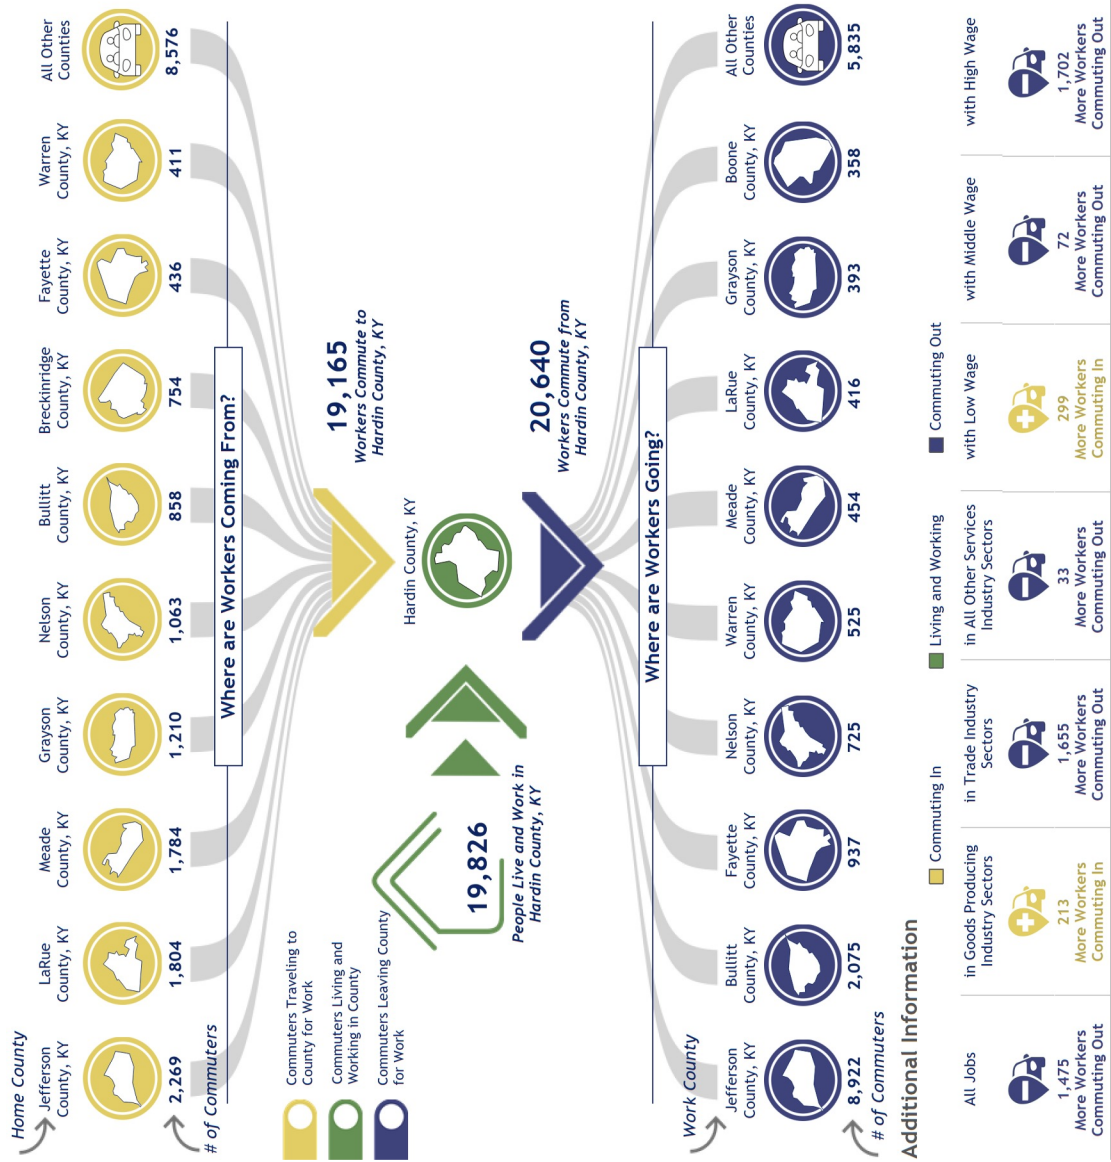 Home County
Jefferson
County, KY
LaRue
County, KY
Meade
County, KY
Grayson
County, KY
Nelson
County, KY
Bullitt
County, KY
Breckinridge
County, KY
Fayette
County, KY
Warren
County, KY
All Other
Counties
2,269
1,804
1,784
1,210
1,063
858
754
436
411
8,576
# of Commuters
Where are Workers Coming From?
Commuters Traveling to
County for Work
Commuters Living and
Working in County
Commuters Leaving County
for Work
19,165
Workers Commute to
Hardin County, KY
19,826
People Live and Work in
Hardin County, KY
Hardin County, KY
20,640
Workers Commute from
Hardin County, KY
Where are Workers Going?
Work County
Jefferson
County, KY
Bullitt
County, KY
Fayette
County, KY
Nelson
County, KY
Warren
County, KY
Meade
County, KY
LaRue
County, KY
Grayson
County, KY
Boone
County, KY
All Other
Counties
8,922
2,075
937
725
525
454
416
393
358
5,835
# of Commuters
Additional Information
Commuting In
Living and Working
Commuting Out
All Jobs
1,475
More Workers
Commuting Out
in Goods Producing
Industry Sectors
213
More Workers
Commuting In
in Trade Industry
Sectors
1,655
More Workers
Commuting Out
in All Other Services
Industry Sectors
33
More Workers
Commuting Out
with Low Wage
299
More Workers
Commuting In
with Middle Wage
72
More Workers
Commuting Out
with High Wage
1,702
More Workers
Commuting Out